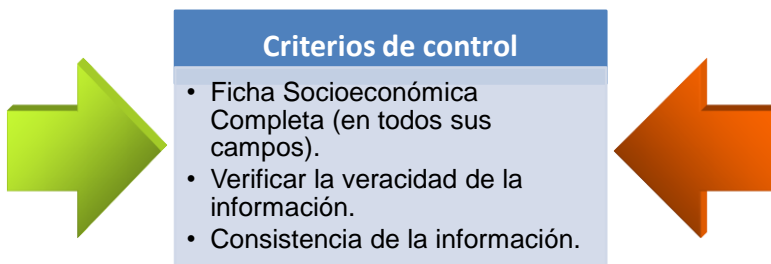 Criterios de control
• Ficha Socioeconómica
Completa (en todos sus
campos).
• Verificar la veracidad de la
información.
• Consistencia de la información.